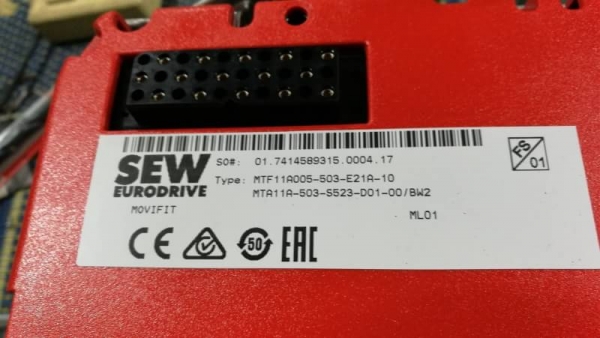 SO#: 01.7414589315.0004.17
FS
01
SEW
EURODRIVE
Type: MTF11A005-503-E21A-10
MTA11A-503-S523-D01-00/BW2
MOVIFIT
ML01
CE
50
EAC